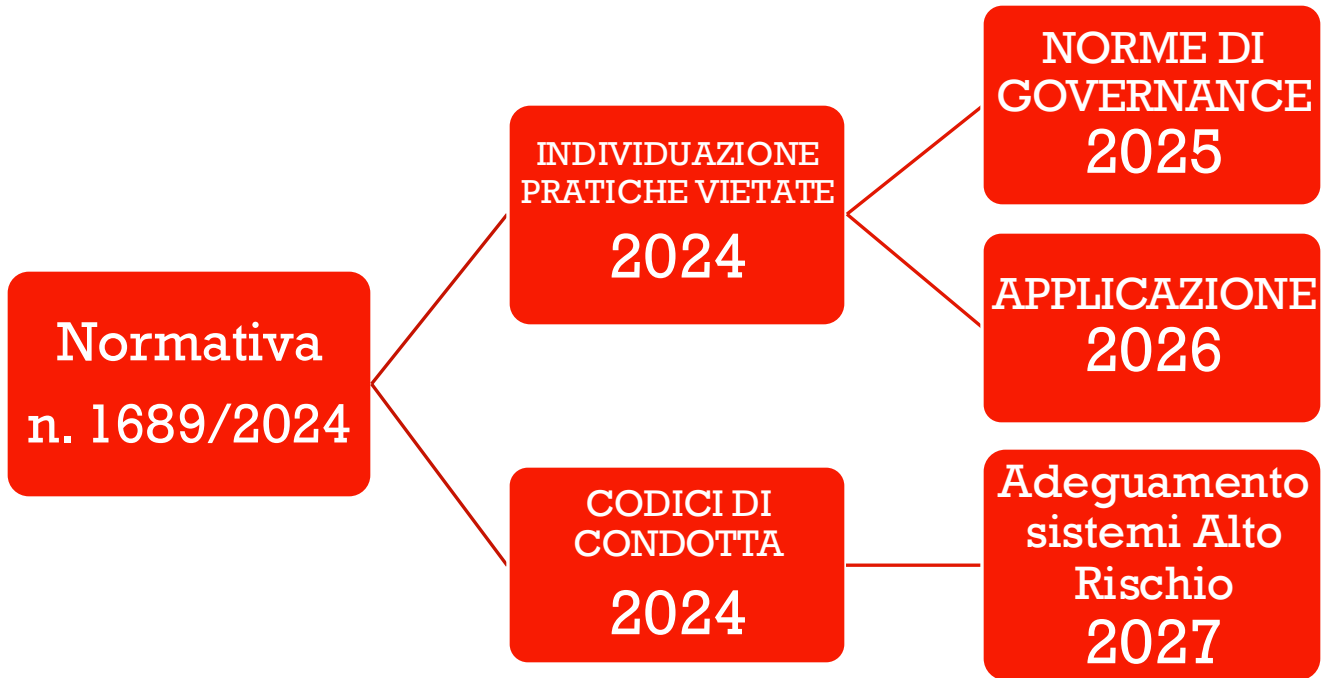 Normativa
n. 1689/2024
INDIVIDUAZIONE
PRATICHE VIETATE
2024
CODICI DI
CONDOTTA
2024
NORME DI
GOVERNANCE
2025
APPLICAZIONE
2026
Adeguamento
sistemi Alto
Rischio
2027